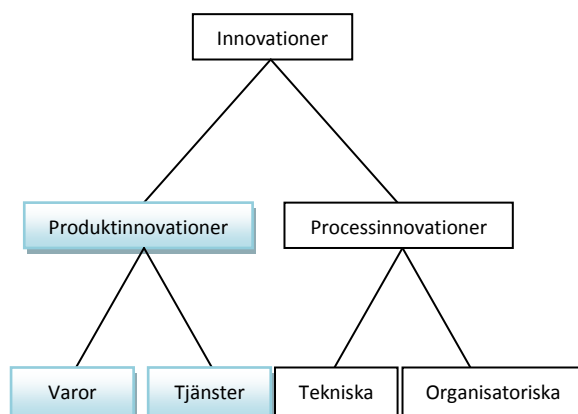 Innovationer
Produktinnovationer
Processinnovationer
Varor
Tjänster
Tekniska
Organisatoriska